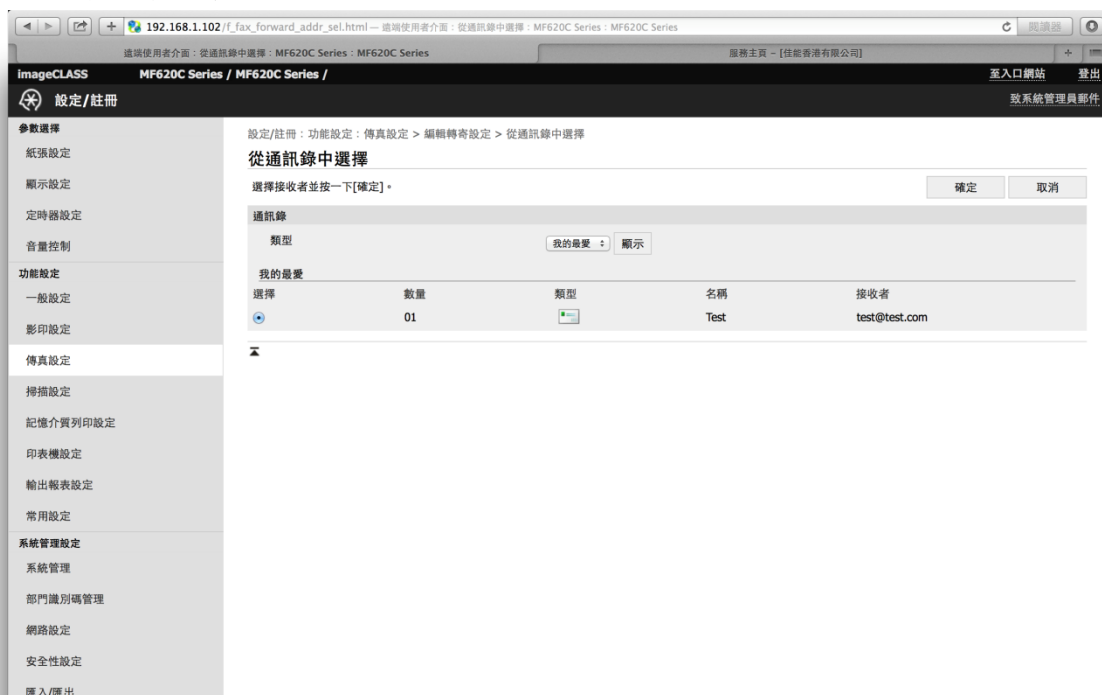 192.168.1.102/f_fax_forward_addr_sel.html — 遠端使用者介面：從通訊錄中選擇：MF620C Series：MF620C Series
閱讀器
遠端使用者介面：從通訊錄中選擇：MF620C Series：MF620C Series
服務主頁 – [佳能香港有限公司]
imageCLASS
MF620C Series / MF620C Series /
至入口網站
登出
設定/註冊
致系統管理員郵件
參數選擇
紙張設定
顯示設定
定時器設定
音量控制
功能設定
一般設定
影印設定
傳真設定
掃描設定
記憶介質列印設定
印表機設定
輸出報表設定
常用設定
系統管理設定
系統管理
部門識別碼管理
網路設定
安全性設定
匯入/匯出
設定/註冊：功能設定：傳真設定 > 編輯轉寄設定 > 從通訊錄中選擇
從通訊錄中選擇
選擇接收者並按一下[確定]。
確定
取消
通訊錄
類型
我的最愛
顯示
我的最愛
選擇 數量 類型 名稱 接收者
01 Test test@test.com